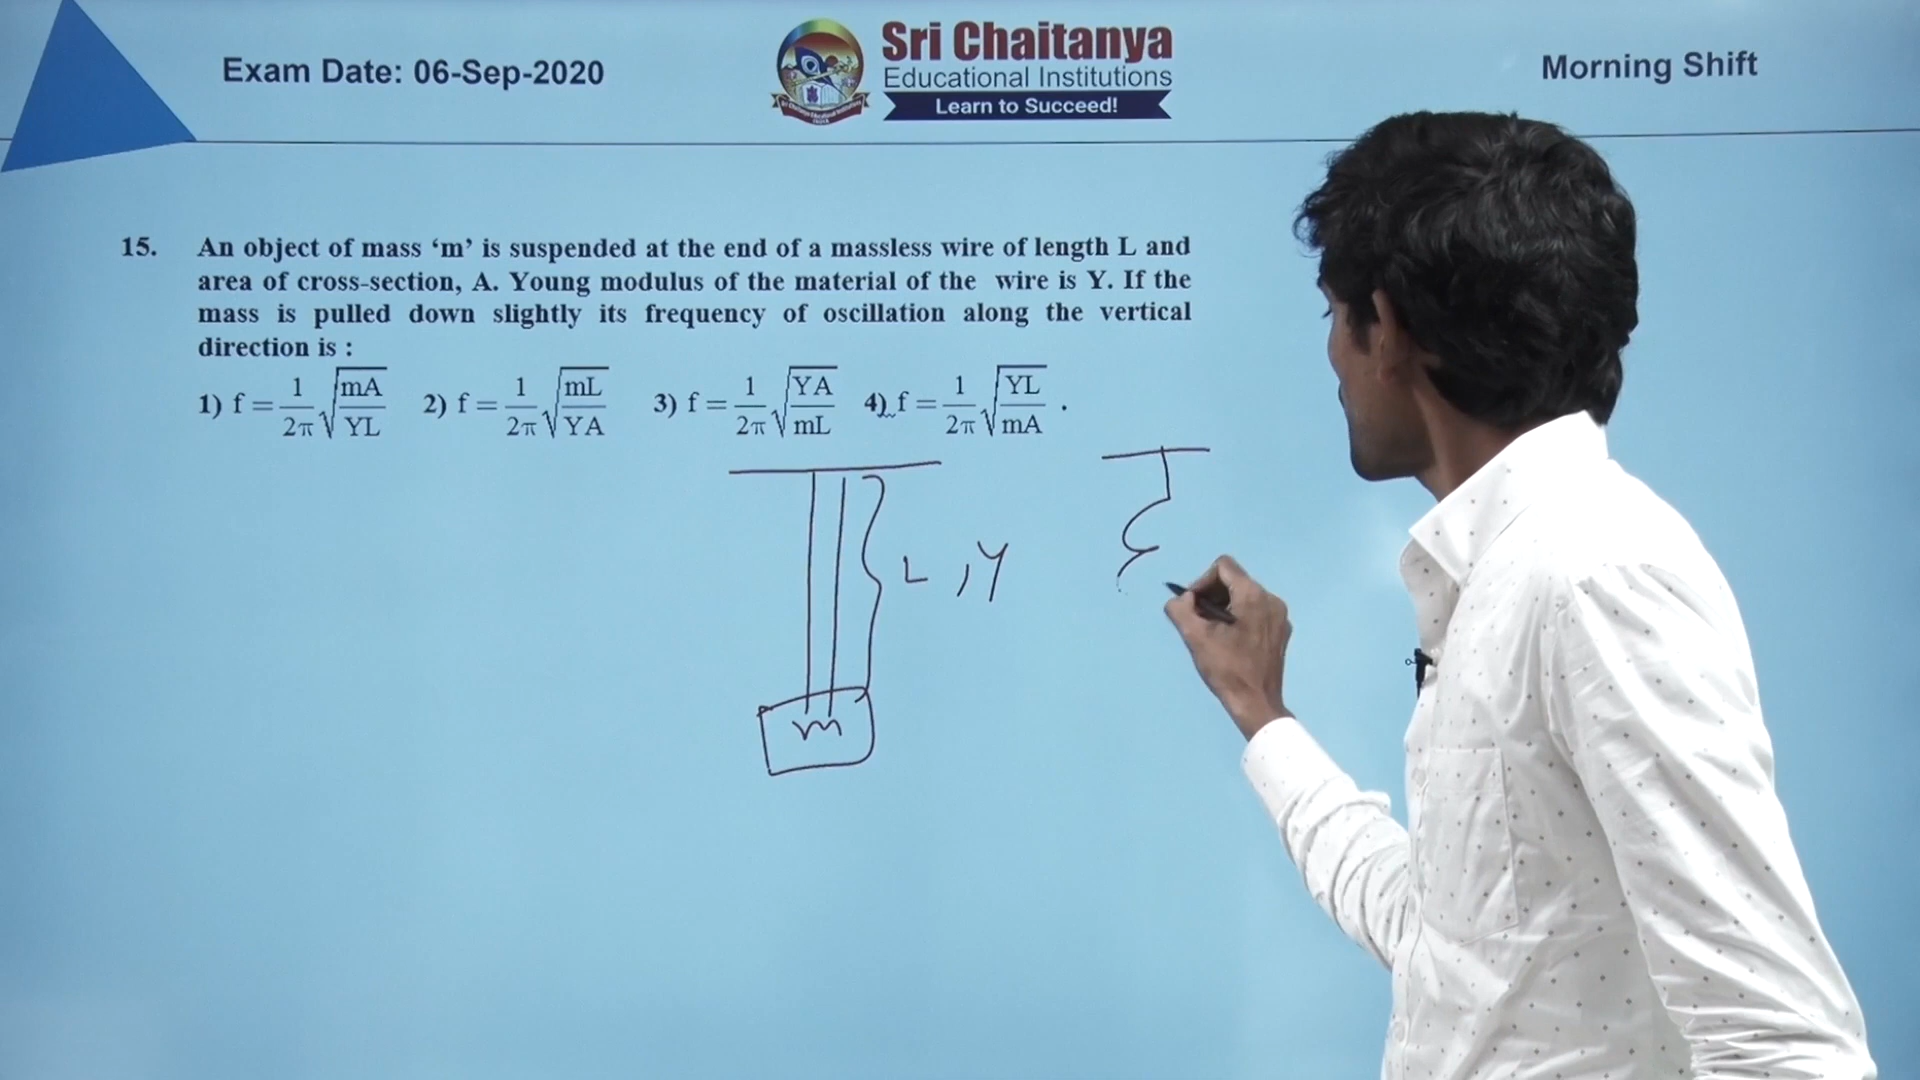 Exam Date: 06-Sep-2020
Sri Chaitanya
Educational Institutions
Learn to Succeed!
Morning Shift
15. An object of mass ‘m’ is suspended at the end of a massless wire of length L and
area of cross-section, A. Young modulus of the material of the wire is Y. If the
mass is pulled down slightly its frequency of oscillation along the vertical
direction is :
1) f = 1/2π √(mA/YL) 2) f = 1/2π √(mL/YA) 3) f = 1/2π √(YA/mL) 4) f = 1/2π √(YL/mA) .
L , Y
m